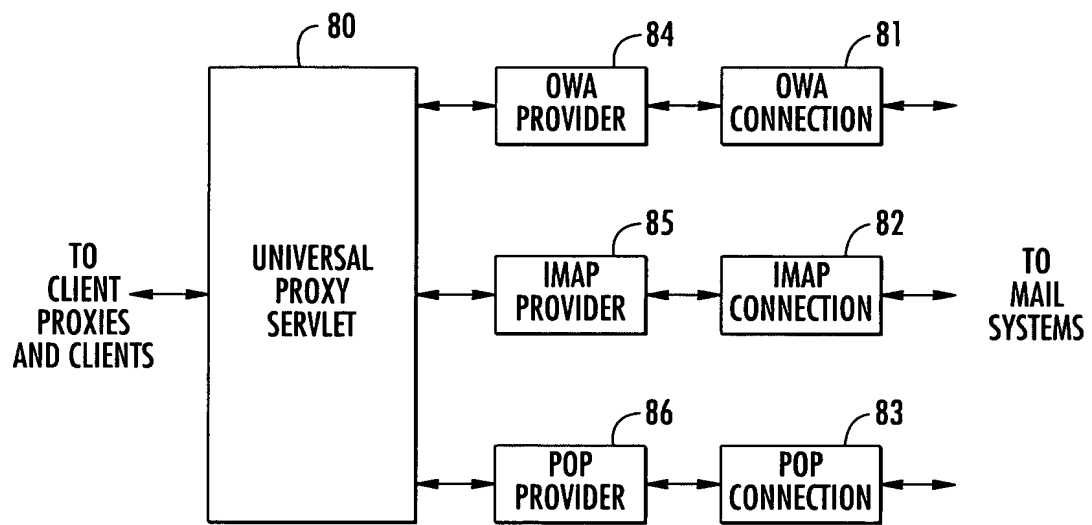 80
84
81
OWA
PROVIDER
OWA
CONNECTION
TO
CLIENT
PROXIES
AND CLIENTS
UNIVERSAL
PROXY
SERVLET
85
82
IMAP
PROVIDER
IMAP
CONNECTION
TO
MAIL
SYSTEMS
86
83
POP
PROVIDER
POP
CONNECTION